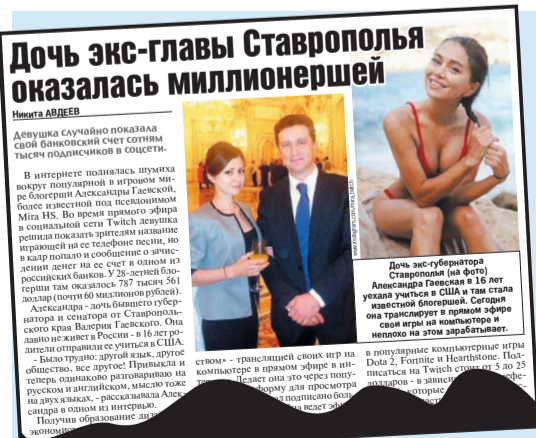 Дочь экс-главы Ставрополья
оказалась миллионершей
Никита АВДЕЕВ
Девушка случайно показала
свой банковский счет сотням
тысяч подписчиков в соцсети.
В интернете поднялась шумиха
вокруг популярной в игровом ми-
ре блогерши Александры Гаевской,
более известной под псевдонимом
Mira HS. Во время прямого эфира
в социальной сети Twitch девушка
решила показать зрителям название
играющей на ее телефоне песни, но
в кадр попало и сообщение о зачис-
лении денег на ее счет в одном из
российских банков. У 28-летней бло-
герши там оказалось 787 тысяч 561
доллар (почти 60 миллионов рублей).
Александра - дочь бывшего губер-
натора и сенатора от Ставрополь-
ского края Валерия Гаевского. Она
давно не живет в России - в 16 лет ро-
дители отправили ее учиться в США.
- Было трудно: другой язык, другое
общество, все другое! Привыкла и
теперь одинаково разговариваю на
русском и английском, мыслю тоже
на двух языках, - рассказывала Алек-
сандра в одном из интервью.
Получив образование
экономист
ством» - трансляцией своих игр на
компьютере в прямом эфире в ин-
Делает она это через попу-
форму для просмотра
боль-
ведет
www.instagram.com/mira_twitch
Дочь экс-губернатора
Ставрополья (на фото)
Александра Гаевская в 16 лет
уехала учиться в США и там стала
известной блогершей. Сегодня
она транслирует в прямом эфире
свои игры на компьютере и
неплохо на этом зарабатывает.
в популярные компьютерные игры
Dota 2, Fortnite и Hearthstone. Под-
писаться на Twitch стоит от 5 до 25
долларов - в зависи
которые